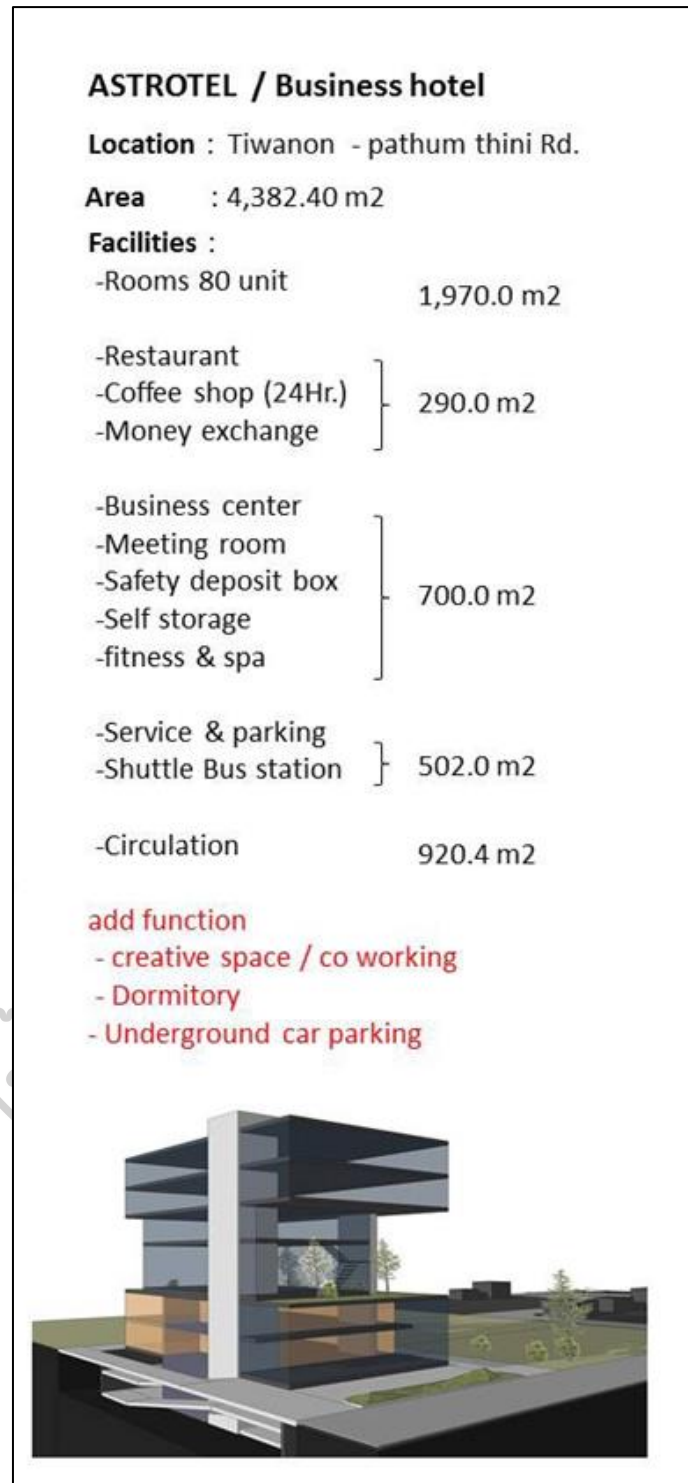 ASTROTEL / Business hotel
Location : Tiwanon - pathum thini Rd.
Area : 4,382.40 m2
Facilities :
-Rooms 80 unit 1,970.0 m2
-Restaurant
-Coffee shop (24Hr.) 290.0 m2
-Money exchange
-Business center
-Meeting room
-Safety deposit box 700.0 m2
-Self storage
-fitness & spa
-Service & parking
-Shuttle Bus station 502.0 m2
-Circulation 920.4 m2
add function
- creative space / co working
- Dormitory
- Underground car parking